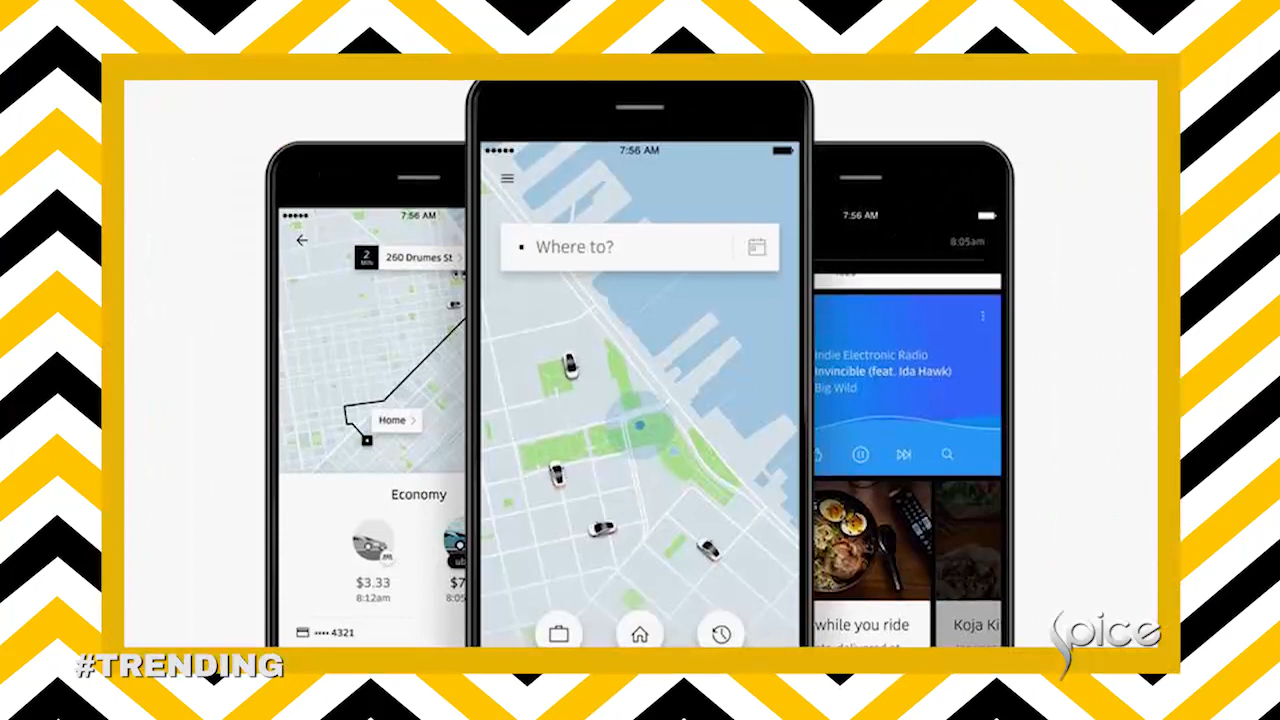 7:56 AM
260 Drumes St
2
MIN
Home
Economy
$3.33
8:12am
•••• 4321
7:56 AM
Where to?
7:56 AM
8:05am
Indie Electronic Radio
Invincible (feat. Ida Hawk)
Big Wild
while you ride
Koja Ki
Spice
#TRENDING